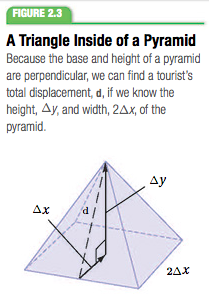 FIGURE 2.3
A Triangle Inside of a Pyramid
Because the base and height of a pyramid
are perpendicular, we can find a tourist's
total displacement, d, if we know the
height, Δy, and width, 2Δx, of the
pyramid.
Δy
Δx
d
2Δx